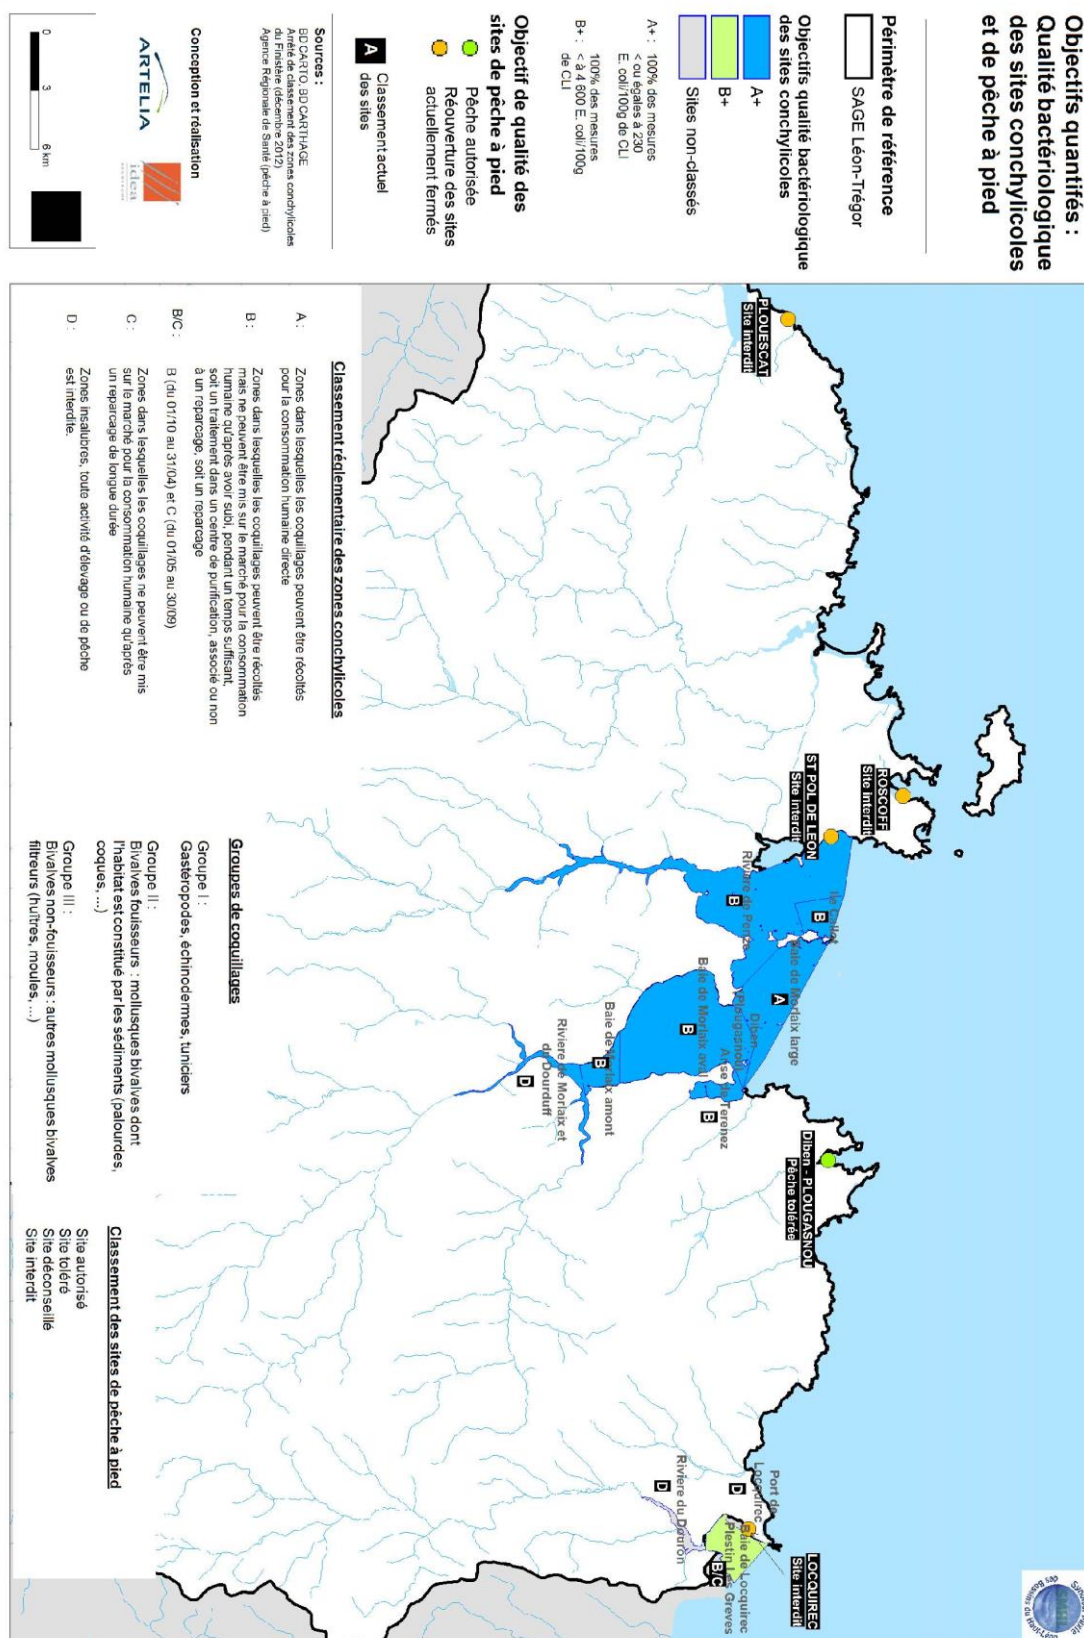 Objectifs quantifés :
Qualité bactériologique
des sites conchylicoles
et de pêche à pied
Périmètre de référence
SAGE Léon-Trégor
Objectifs qualité bactériologique
des sites conchylicoles
A+
B+
Sites non-classés
A+ : 100% des mesures
< ou égales à 230
E. coli/100g de CLI
B+ : 100% des mesures
< à 4 600 E. coli/100g
de CLI
Objectif de qualité des
sites de pêche à pied
Pêche autorisée
Réouverture des sites
actuellement fermés
A Classement actuel
des sites
Sources :
BD CARTO, BD CARTHAGE
Arrêté de classement des zones conchylicoles
du Finistère (décembre 2012)
Agence Régionale de Santé (pêche à pied)
Conception et réalisation
ARTELIA
idea
0 3 6 km
PLOUESCAT
Site interdit
ROSCOFF
Site interdit
ST POL DE LEON
Site interdit
Ile Callot
B
Riviere de Penzé
B
Baie de Morlaix large
A
Diben
(Plougasnou)
Baie de Morlaix aval
B
Anse de Terenez
B
Baie de Morlaix amont
B
Riviere de Morlaix et
du Dourduff
D
Diben - PLOUGASNOU
Pêche tolérée
Port de
Locquirec
D
Riviere du Douron
D
LOCQUIREC
Site interdit
Baie de Locquirec
Plestin Les Greves
B/C
Classement réglementaire des zones conchylicoles
A : Zones dans lesquelles les coquillages peuvent être récoltés
pour la consommation humaine directe
B : Zones dans lesquelles les coquillages peuvent être récoltés
mais ne peuvent être mis sur le marché pour la consommation
humaine qu'après avoir subi, pendant un temps suffisant,
soit un traitement dans un centre de purification, associé ou non
à un reparcage, soit un reparcage
B/C : B (du 01/10 au 31/04) et C (du 01/05 au 30/09)
C : Zones dans lesquelles les coquillages ne peuvent être mis
sur le marché pour la consommation humaine qu'après
un reparcage de longue durée
D : Zones insalubres, toute activité d'élevage ou de pêche
est interdite.
Groupes de coquillages
Groupe I :
Gastéropodes, échinodermes, tuniciers
Groupe II :
Bivalves fouisseurs : mollusques bivalves dont
l'habitat est constitué par les sédiments (palourdes,
coques, ...)
Groupe III :
Bivalves non-fouisseurs : autres mollusques bivalves
filtreurs (huîtres, moules, ...)
Classement des sites de pêche à pied
Site autorisé
Site toléré
Site déconseillé
Site interdit